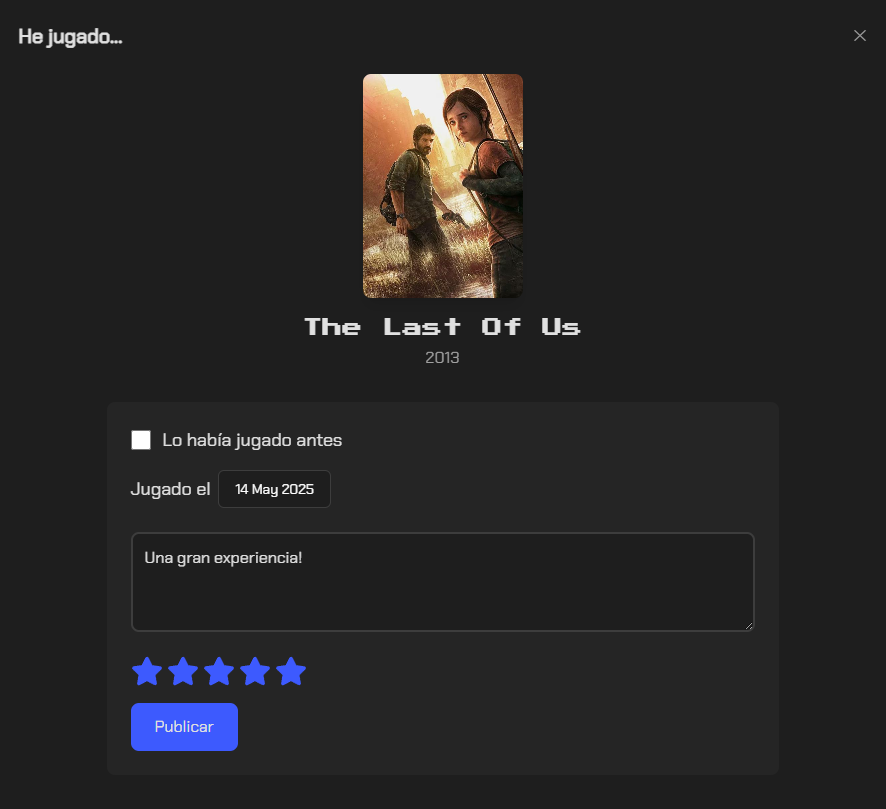 He jugado...
The Last Of Us
2013
Lo había jugado antes
Jugado el 14 May 2025
Una gran experiencia!
Publicar